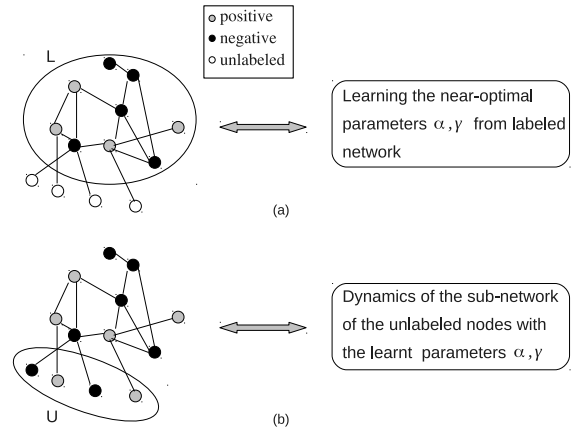 positive
negative
unlabeled
L
Learning the near-optimal
parameters α,γ from labeled
network
(a)
Dynamics of the sub-network
of the unlabeled nodes with
the learnt parameters α,γ
U
(b)